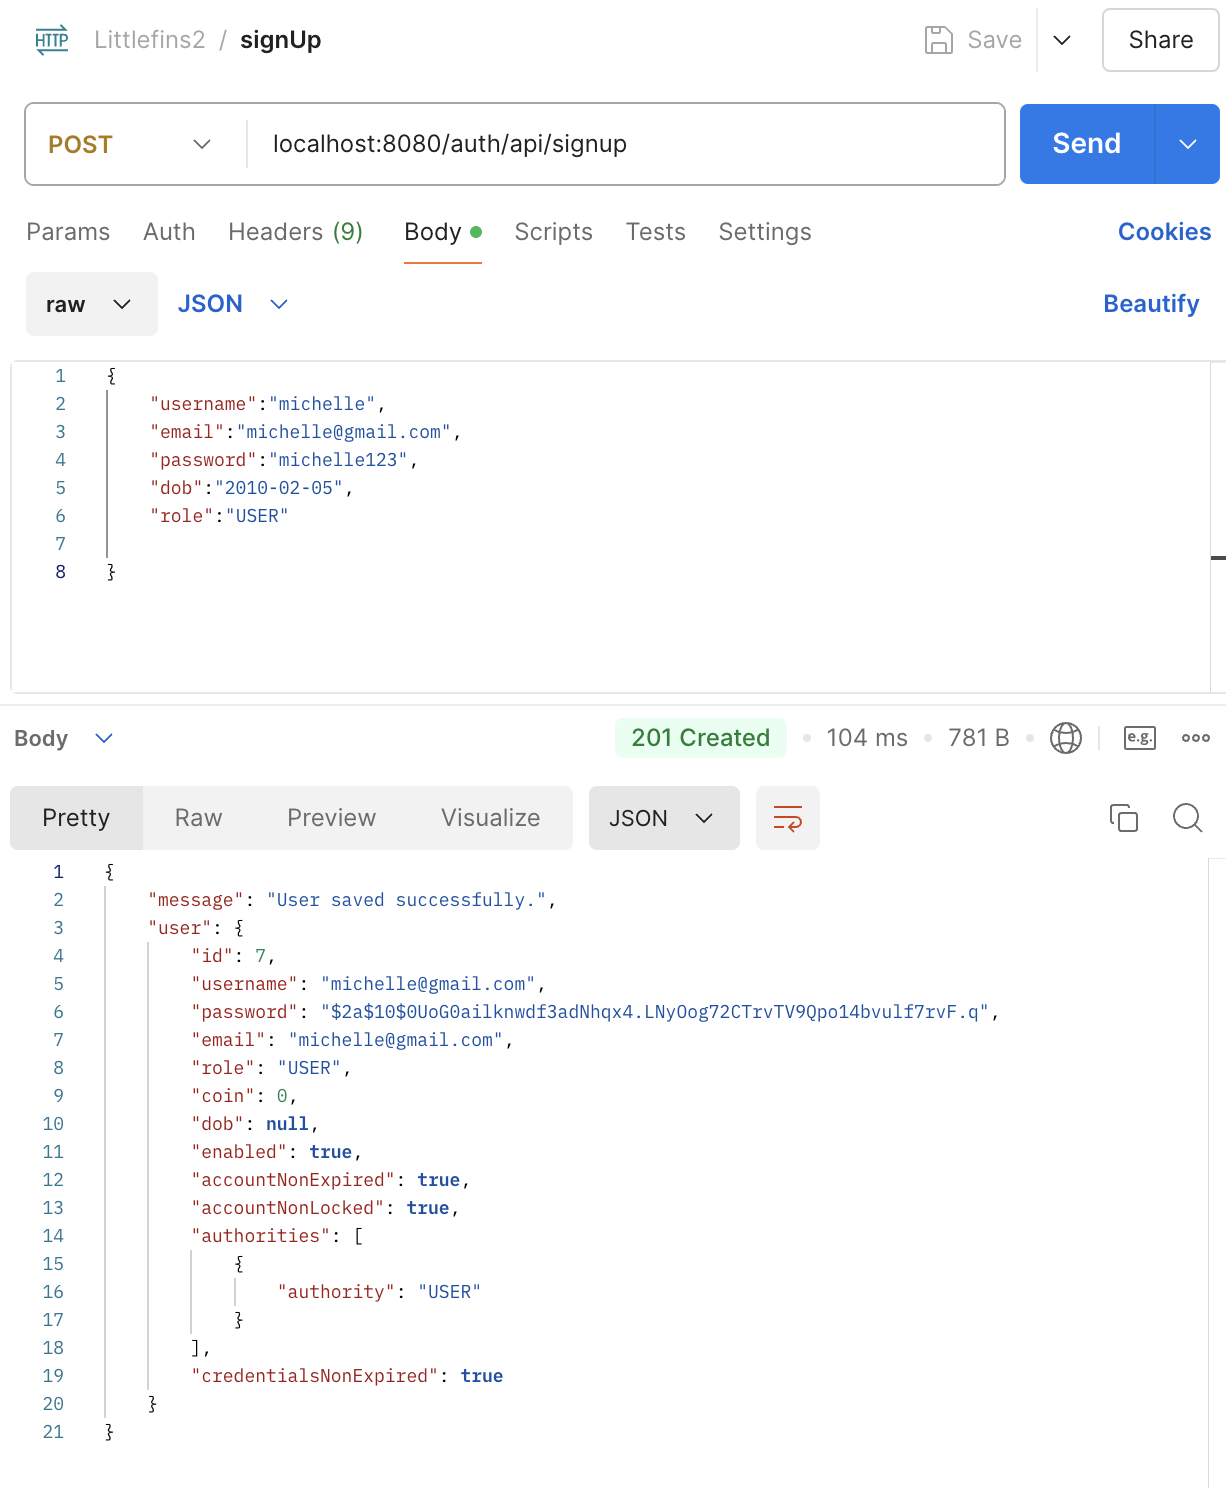 HTTP Littlefins2 / signUp Save Share
POST localhost:8080/auth/api/signup Send
Params Auth Headers (9) Body Scripts Tests Settings Cookies
raw JSON Beautify
1 {
2 "username":"michelle",
3 "email":"michelle@gmail.com",
4 "password":"michelle123",
5 "dob":"2010-02-05",
6 "role":"USER"
7
8 }
Body 201 Created • 104 ms • 781 B • e.g.
Pretty Raw Preview Visualize JSON
1 {
2 "message": "User saved successfully.",
3 "user": {
4 "id": 7,
5 "username": "michelle@gmail.com",
6 "password": "$2a$10$0UoG0ailknwdf3adNhqx4.LNyOog72CTrvTV9Qpo14bvulf7rvF.q",
7 "email": "michelle@gmail.com",
8 "role": "USER",
9 "coin": 0,
10 "dob": null,
11 "enabled": true,
12 "accountNonExpired": true,
13 "accountNonLocked": true,
14 "authorities": [
15 {
16 "authority": "USER"
17 }
18 ],
19 "credentialsNonExpired": true
20 }
21 }